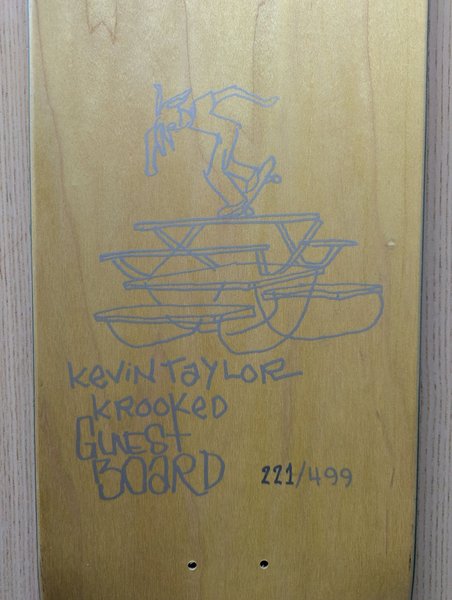 KEVIN TAYLOR
KROOKED
GUEST
BOARD 221/499